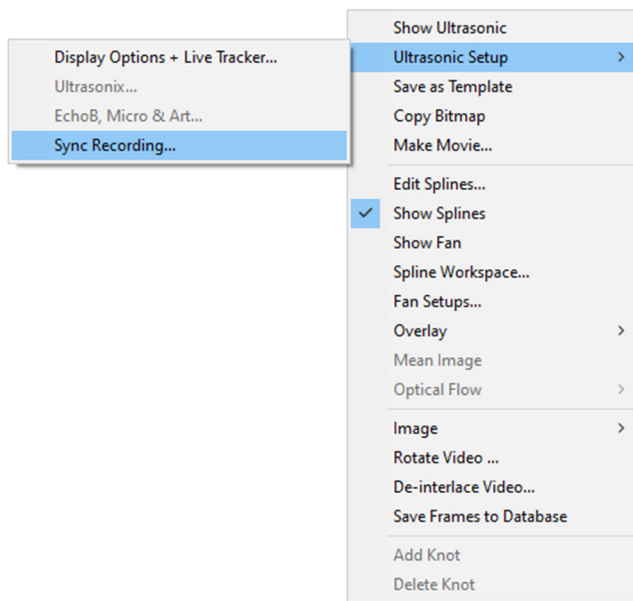 Show Ultrasonic
Ultrasonic Setup
Display Options + Live Tracker...
Ultrasonix...
EchoB, Micro & Art...
Sync Recording...
Save as Template
Copy Bitmap
Make Movie...
Edit Splines...
Show Splines
Show Fan
Spline Workspace...
Fan Setups...
Overlay
Mean Image
Optical Flow
Image
Rotate Video ...
De-interlace Video...
Save Frames to Database
Add Knot
Delete Knot